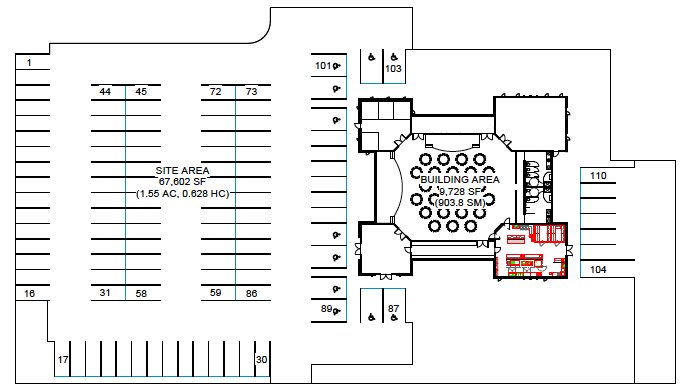 1
101
103
44 45 72 73
SITE AREA
67,602 SF
(1.55 AC, 0.628 HC)
BUILDING AREA
9,728 SF
(903.8 SM)
110
104
16
31 58 59 86
89
87
17
30